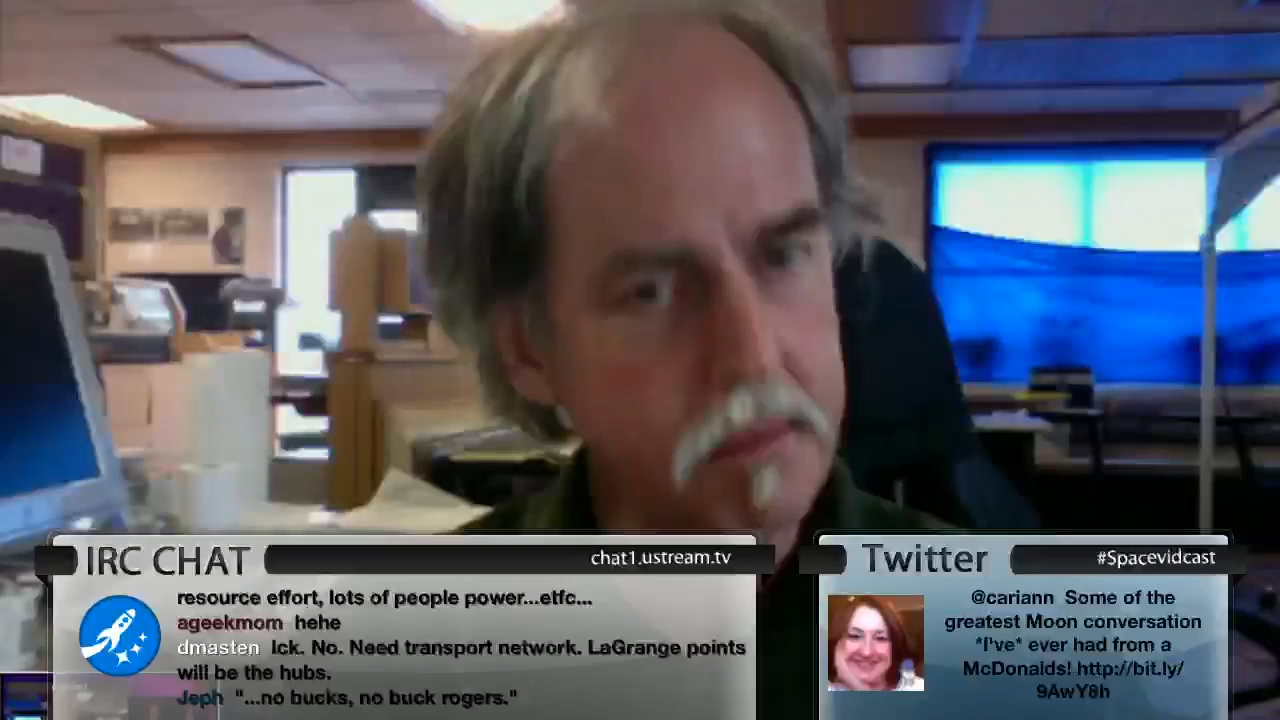 IRC CHAT
chat1.ustream.tv
resource effort, lots of people power...etfc...
ageekmom hehe
dmasten Ick. No. Need transport network. LaGrange points
will be the hubs.
Jeph "...no bucks, no buck rogers."
Twitter
#Spacevidcast
@cariann Some of the
greatest Moon conversation
*I've* ever had from a
McDonalds! http://bit.ly/
9AwY8h